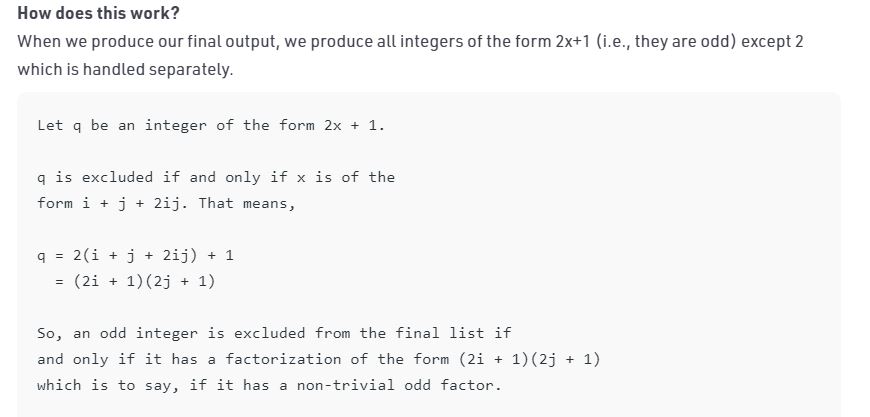 How does this work?
When we produce our final output, we produce all integers of the form 2x+1 (i.e., they are odd) except 2
which is handled separately.
Let q be an integer of the form 2x + 1.
q is excluded if and only if x is of the
form i + j + 2ij. That means,
q = 2(i + j + 2ij) + 1
= (2i + 1)(2j + 1)
So, an odd integer is excluded from the final list if
and only if it has a factorization of the form (2i + 1)(2j + 1)
which is to say, if it has a non-trivial odd factor.